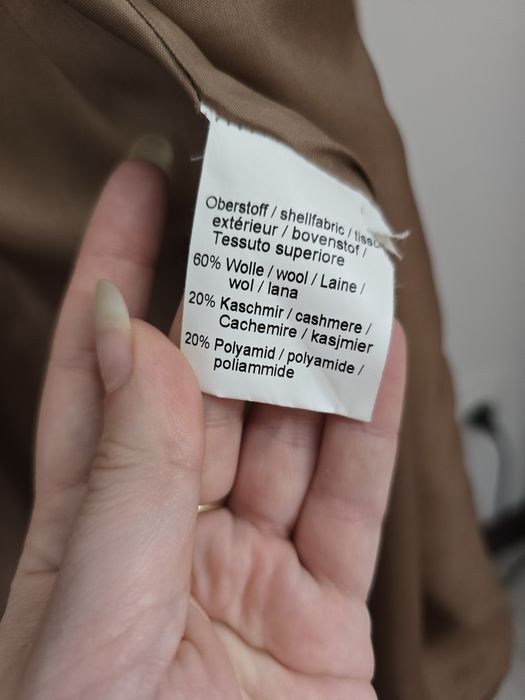 Oberstoff / shellfabric /
extérieur / bovenstof /
Tessuto superiore
60% Wolle / wool / Laine /
wol / lana
20% Kaschmir / cashmere /
Cachemire / kasjmier
20% Polyamid / polyamide /
poliammide